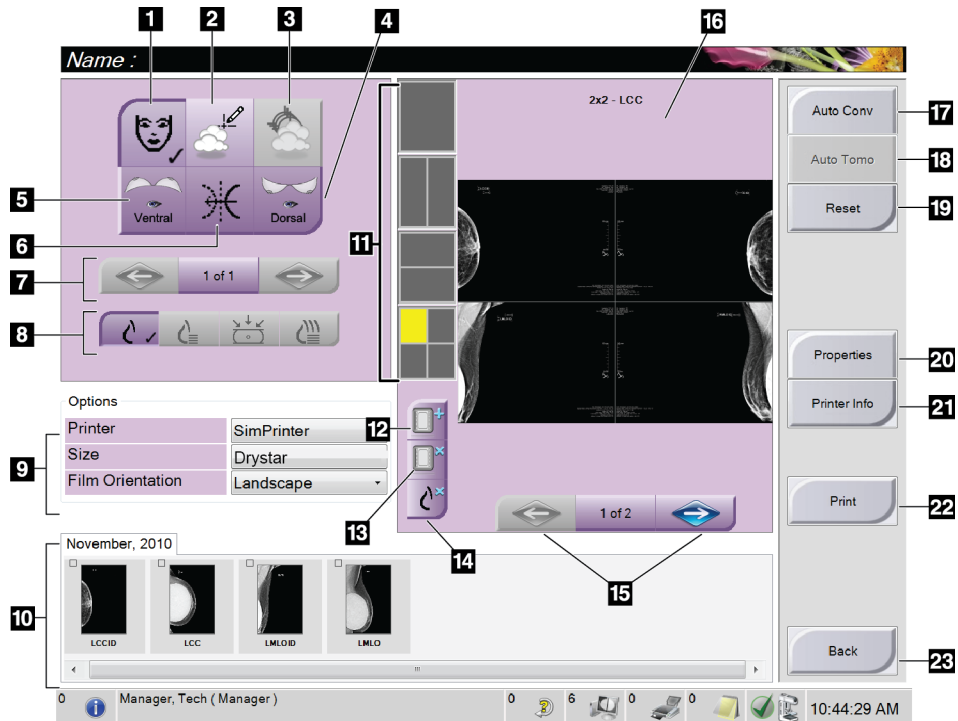 1
2
3
4
16
Name :
2x2 - LCC
Auto Conv
17
Auto Tomo
18
5
Ventral
Dorsal
Reset
19
6
11
7
1 of 1
8
Properties
20
Options
Printer Info
21
Printer
SimPrinter
12
9
Size
Drystar
Film Orientation
Landscape
Print
22
13
1 of 2
14
15
November, 2010
10
LCCID
LCC
LMLOID
LMLO
Back
23
0
Manager, Tech ( Manager )
0
6
0
0
10:44:29 AM